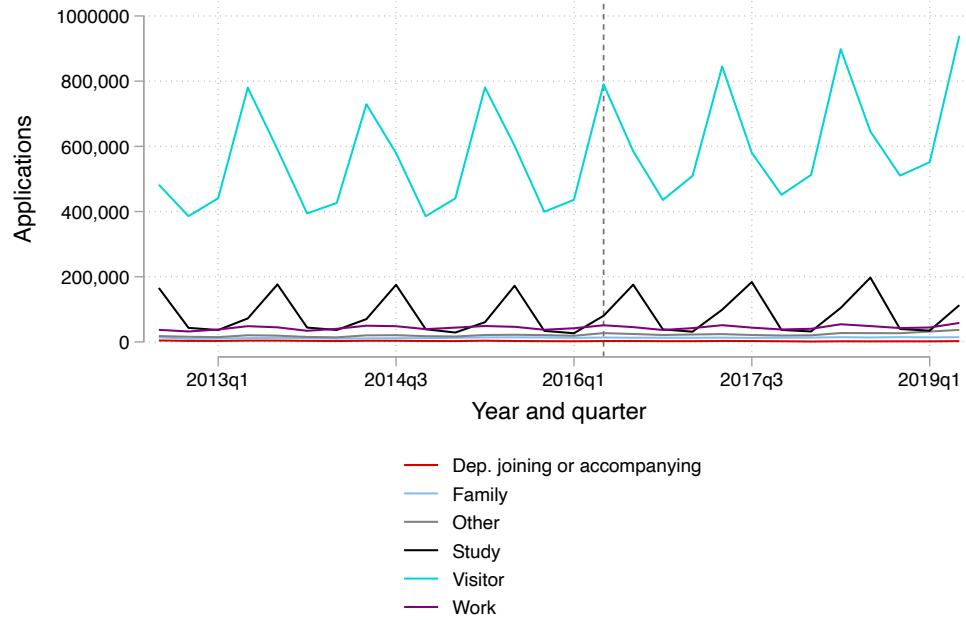 1000000
800,000
600,000
400,000
200,000
0
Applications
2013q1 2014q3 2016q1 2017q3 2019q1
Year and quarter
Dep. joining or accompanying
Family
Other
Study
Visitor
Work